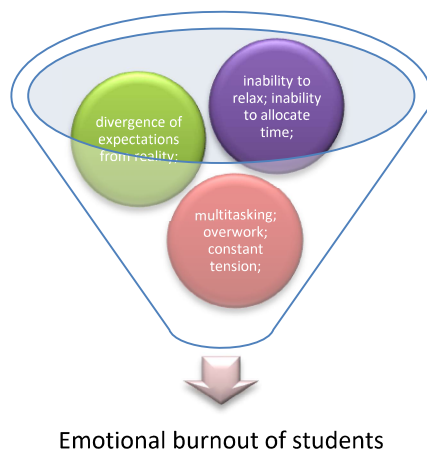 divergence of
expectations
from reality;
inability to
relax; inability
to allocate
time;
multitasking;
overwork;
constant
tension;
Emotional burnout of students